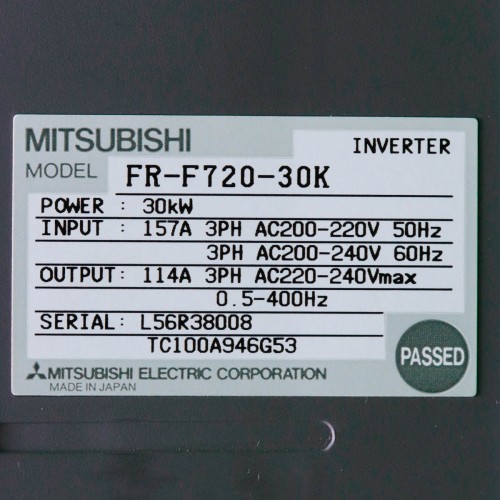 MITSUBISHI
INVERTER
MODEL FR-F720-30K
POWER : 30kW
INPUT : 157A 3PH AC200-220V 50Hz
3PH AC200-240V 60Hz
OUTPUT: 114A 3PH AC220-240Vmax
0.5-400Hz
SERIAL: L56R38008
TC100A946G53
PASSED
MITSUBISHI ELECTRIC CORPORATION
MADE IN JAPAN